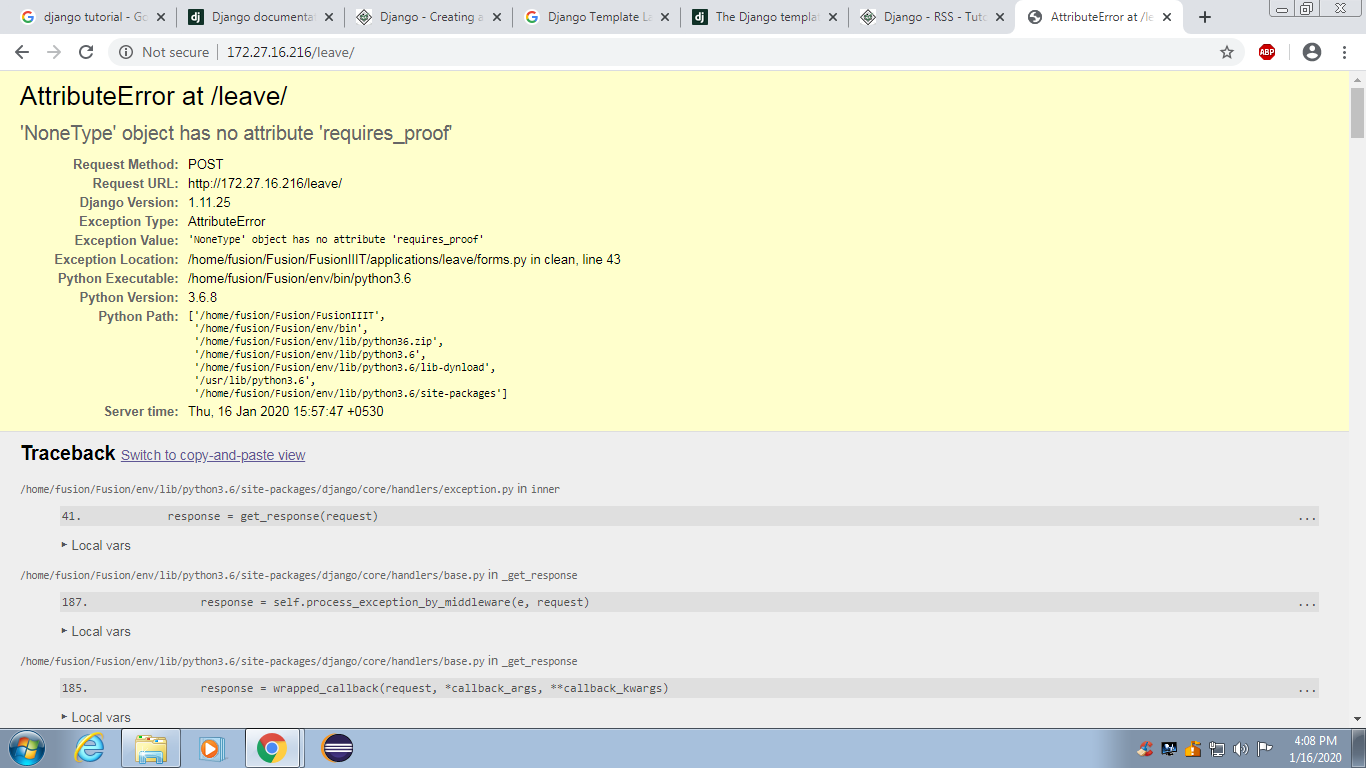 django tutorial - Go
Django documentat
Django - Creating a
Django Template La
The Django templat
Django - RSS - Tuto
AttributeError at /le
Not secure | 172.27.16.216/leave/
ABP
AttributeError at /leave/
'NoneType' object has no attribute 'requires_proof'
Request Method: POST
Request URL: http://172.27.16.216/leave/
Django Version: 1.11.25
Exception Type: AttributeError
Exception Value: 'NoneType' object has no attribute 'requires_proof'
Exception Location: /home/fusion/Fusion/FusionIIIT/applications/leave/forms.py in clean, line 43
Python Executable: /home/fusion/Fusion/env/bin/python3.6
Python Version: 3.6.8
Python Path: ['/home/fusion/Fusion/FusionIIIT',
'/home/fusion/Fusion/env/bin',
'/home/fusion/Fusion/env/lib/python36.zip',
'/home/fusion/Fusion/env/lib/python3.6',
'/home/fusion/Fusion/env/lib/python3.6/lib-dynload',
'/usr/lib/python3.6',
'/home/fusion/Fusion/env/lib/python3.6/site-packages']
Server time: Thu, 16 Jan 2020 15:57:47 +0530
Traceback Switch to copy-and-paste view
/home/fusion/Fusion/env/lib/python3.6/site-packages/django/core/handlers/exception.py in inner
41. response = get_response(request) ...
Local vars
/home/fusion/Fusion/env/lib/python3.6/site-packages/django/core/handlers/base.py in _get_response
187. response = self.process_exception_by_middleware(e, request) ...
Local vars
/home/fusion/Fusion/env/lib/python3.6/site-packages/django/core/handlers/base.py in _get_response
185. response = wrapped_callback(request, *callback_args, **callback_kwargs) ...
Local vars
4:08 PM
1/16/2020